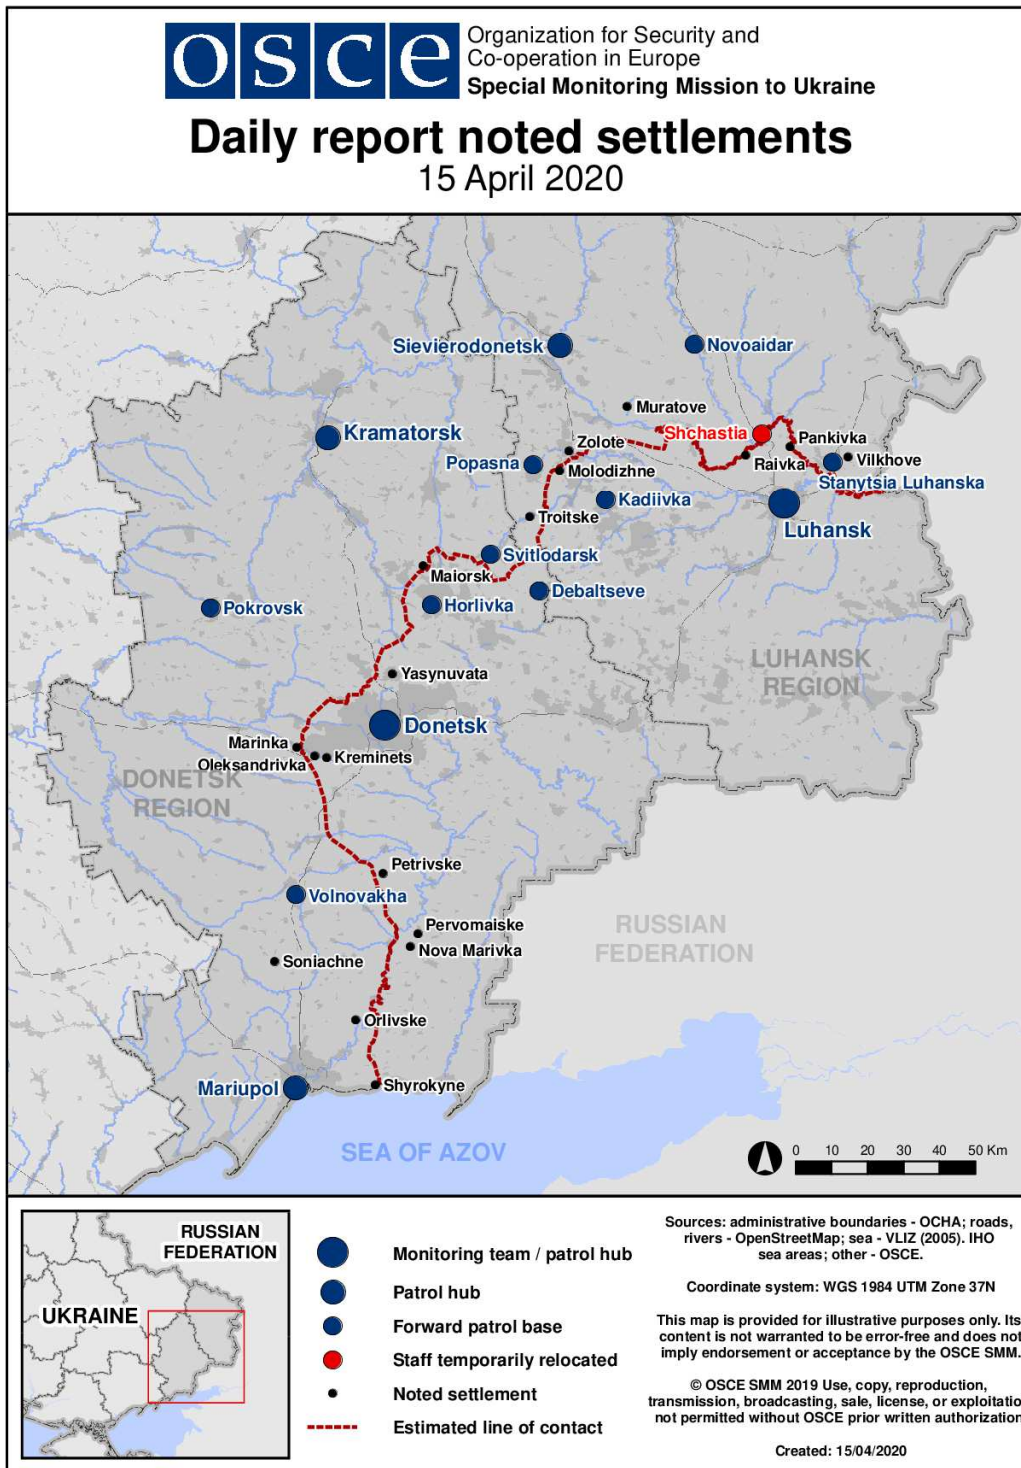 osce
Organization for Security and
Co-operation in Europe
Special Monitoring Mission to Ukraine
Daily report noted settlements
15 April 2020
Sievierodonetsk
Novoaidar
Muratove
Kramatorsk
Shchastia
Zolote
Pankivka
Popasna
Raivka
Vilkhove
Molodizhne
Stanytsia Luhanska
Kadiivka
Troitske
Luhansk
Svitlodarsk
Maiorsk
Debaltseve
Pokrovsk
Horlivka
LUHANSK
REGION
Yasynuvata
Donetsk
Marinka
Oleksandrivka
Kreminets
DONETSK
REGION
Petrivske
Volnovakha
Pervomaiske
RUSSIAN
FEDERATION
Nova Marivka
Soniachne
Orlivske
Mariupol
Shyrokyne
SEA OF AZOV
0 10 20 30 40 50 Km
RUSSIAN
FEDERATION
UKRAINE
Monitoring team / patrol hub
Patrol hub
Forward patrol base
Staff temporarily relocated
Noted settlement
Estimated line of contact
Sources: administrative boundaries - OCHA; roads,
rivers - OpenStreetMap; sea - VLIZ (2005). IHO
sea areas; other - OSCE.
Coordinate system: WGS 1984 UTM Zone 37N
This map is provided for illustrative purposes only. Its
content is not warranted to be error-free and does not
imply endorsement or acceptance by the OSCE SMM.
© OSCE SMM 2019 Use, copy, reproduction,
transmission, broadcasting, sale, license, or exploitatio
not permitted without OSCE prior written authorization
Created: 15/04/2020